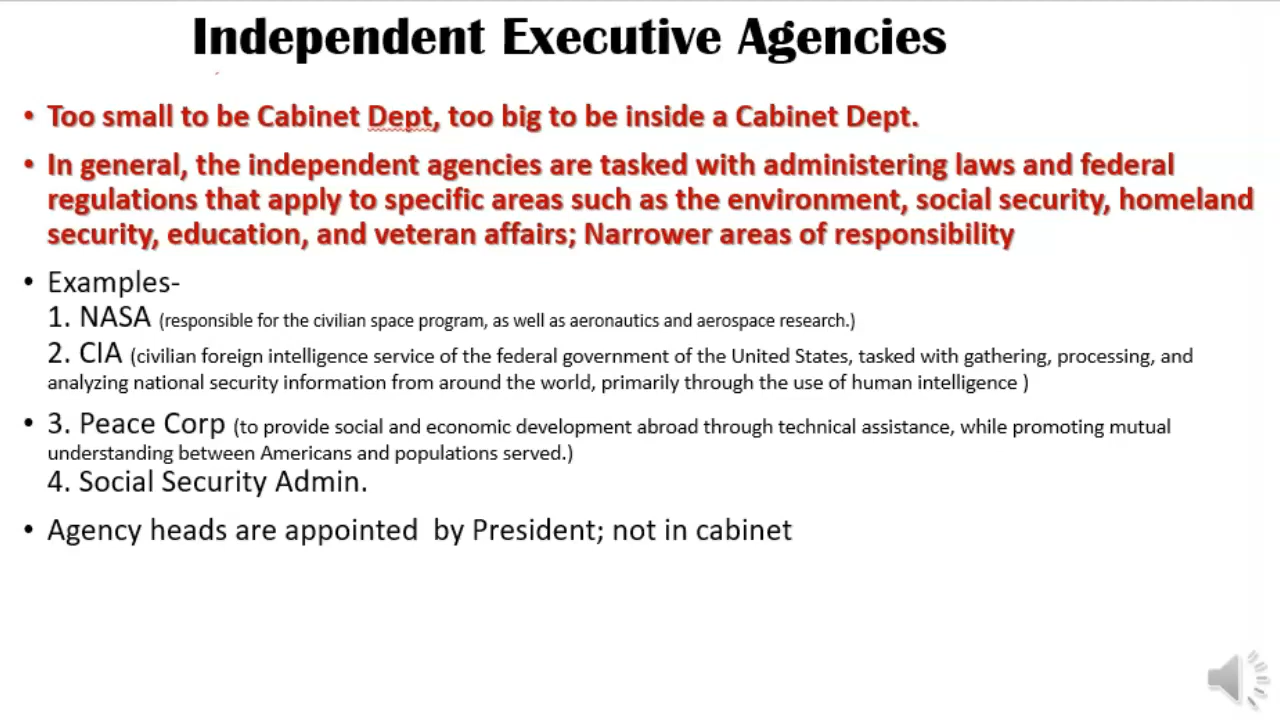 Independent Executive Agencies
• Too small to be Cabinet Dept, too big to be inside a Cabinet Dept.
• In general, the independent agencies are tasked with administering laws and federal
regulations that apply to specific areas such as the environment, social security, homeland
security, education, and veteran affairs; Narrower areas of responsibility
• Examples-
1. NASA (responsible for the civilian space program, as well as aeronautics and aerospace research.)
2. CIA (civilian foreign intelligence service of the federal government of the United States, tasked with gathering, processing, and
analyzing national security information from around the world, primarily through the use of human intelligence )
• 3. Peace Corp (to provide social and economic development abroad through technical assistance, while promoting mutual
understanding between Americans and populations served.)
4. Social Security Admin.
• Agency heads are appointed  by President; not in cabinet